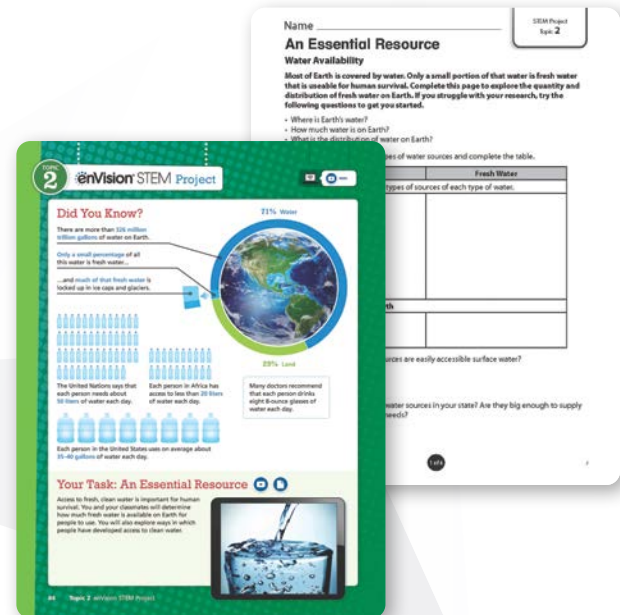 Name
STEM Project
Topic 2
An Essential Resource
Water Availability
Most of Earth is covered by water. Only a small portion of that water is fresh water
that is useable for human survival. Complete this page to explore the quantity and
distribution of fresh water on Earth. If you struggle with your research, try the
following questions to get you started.
• Where is Earth's water?
• How much water is on Earth?
• What is the distribution of water on Earth?
pes of water sources and complete the table.
Fresh Water
types of sources of each type of water.
th
urces are easily accessible surface water?
water sources in your state? Are they big enough to supply
needs?
1 of 4
TOPIC
2
enVision STEM Project
Did You Know?
There are more than 326 million
trillion gallons of water on Earth.
Only a small percentage of all
this water is fresh water...
...and much of that fresh water is
locked up in ice caps and glaciers.
71% Water
29% Land
The United Nations says that
each person needs about
50 liters of water each day.
Each person in Africa has
access to less than 20 liters
of water each day.
Many doctors recommend
that each person drinks
eight 8-ounce glasses of
water each day.
Each person in the United States uses on average about
35–40 gallons of water each day.
Your Task: An Essential Resource
Access to fresh, clean water is important for human
survival. You and your classmates will determine
how much fresh water is available on Earth for
people to use. You will also explore ways in which
people have developed access to clean water.
84 Topic 2 enVision STEM Project